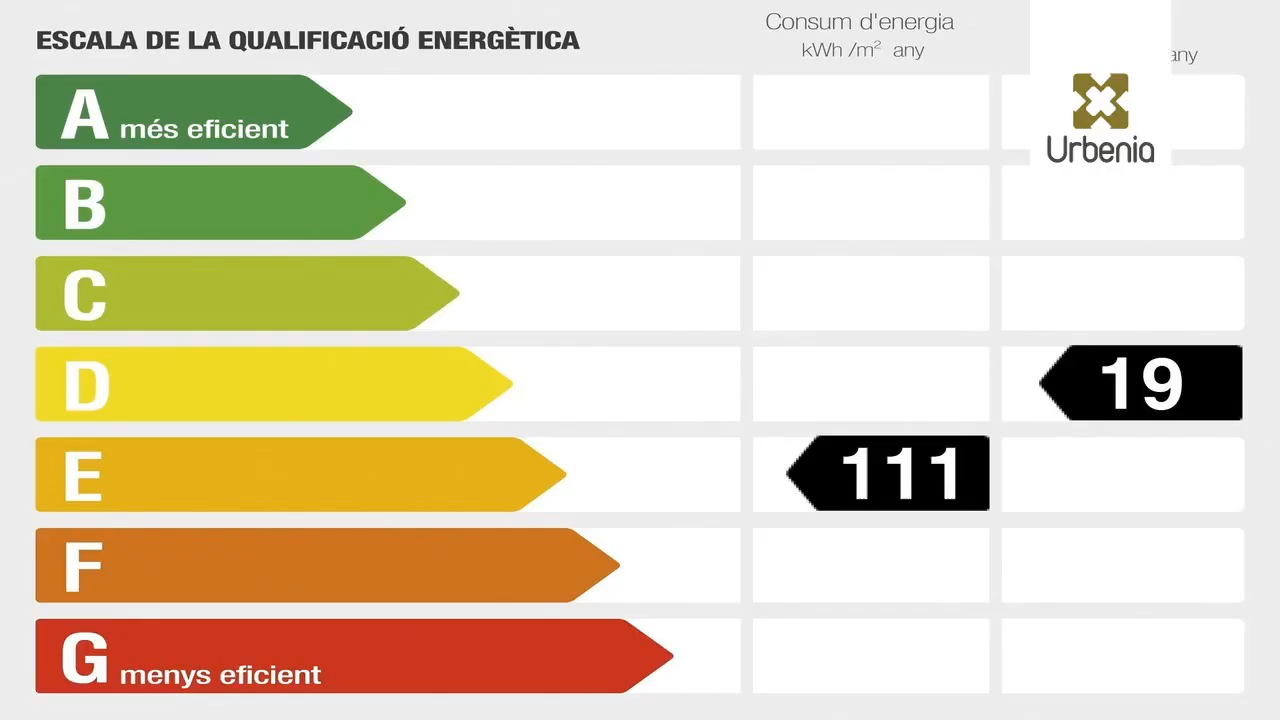 ESCALA DE LA QUALIFICACIÓ ENERGÈTICA
Consum d'energia
kWh /m² any
any
Urbenia
A més eficient
B
C
D
19
E
111
F
G menys eficient